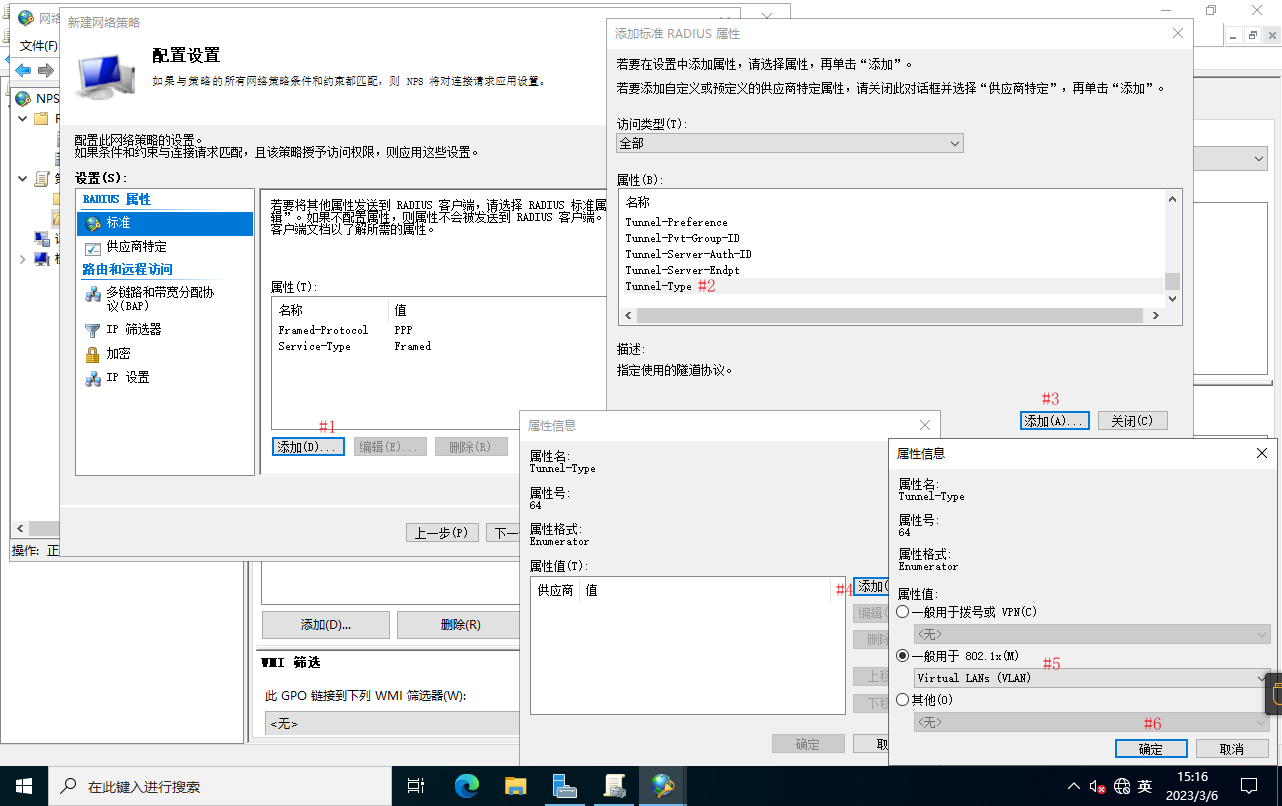 网络
新建网络策略
文件(F)
配置设置
如果与策略的所有网络策略条件和约束都匹配，则 NPS 将对连接请求应用设置。
NPS
配置此网络策略的设置。
如果条件和约束与连接请求匹配，且该策略授予访问权限，则应用这些设置。
设置(S):
RADIUS 属性
标准
供应商特定
路由和远程访问
多链路和带宽分配协
议(BAP)
IP 筛选器
加密
IP 设置
若要将其他属性发送到 RADIUS 客户端，请选择 RADIUS 标准属
辑”。如果不配置属性，则属性不会被发送到 RADIUS 客户端。
客户端文档以了解所需的属性。
属性(T):
名称 值
Framed-Protocol PPP
Service-Type Framed
#1
添加(D)... 编辑(E)... 删除(R)
上一步(P) 下一
操作: 正
添加(D)... 删除(R)
WMI 筛选
此 GPO 链接到下列 WMI 筛选器(W):
<无>
添加标准 RADIUS 属性
若要在设置中添加属性，请选择属性，再单击“添加”。
若要添加自定义或预定义的供应商特定属性，请关闭此对话框并选择“供应商特定”，再单击“添加”。
访问类型(T):
全部
属性(B):
名称
Tunnel-Preference
Tunnel-Pvt-Group-ID
Tunnel-Server-Auth-ID
Tunnel-Server-Endpt
Tunnel-Type #2
描述:
指定使用的隧道协议。
#3
添加(A)... 关闭(C)
属性信息
属性名:
Tunnel-Type
属性号:
64
属性格式:
Enumerator
属性值(T):
供应商 值
#4 添加(
编辑(
删除
上移
下移
确定 取
属性信息
属性名:
Tunnel-Type
属性号:
64
属性格式:
Enumerator
属性值:
一般用于拨号或 VPN(C)
<无>
一般用于 802.1x(M)
#5
Virtual LANs (VLAN)
其他(O)
<无>
#6
确定 取消
在此键入进行搜索
英
15:16
2023/3/6